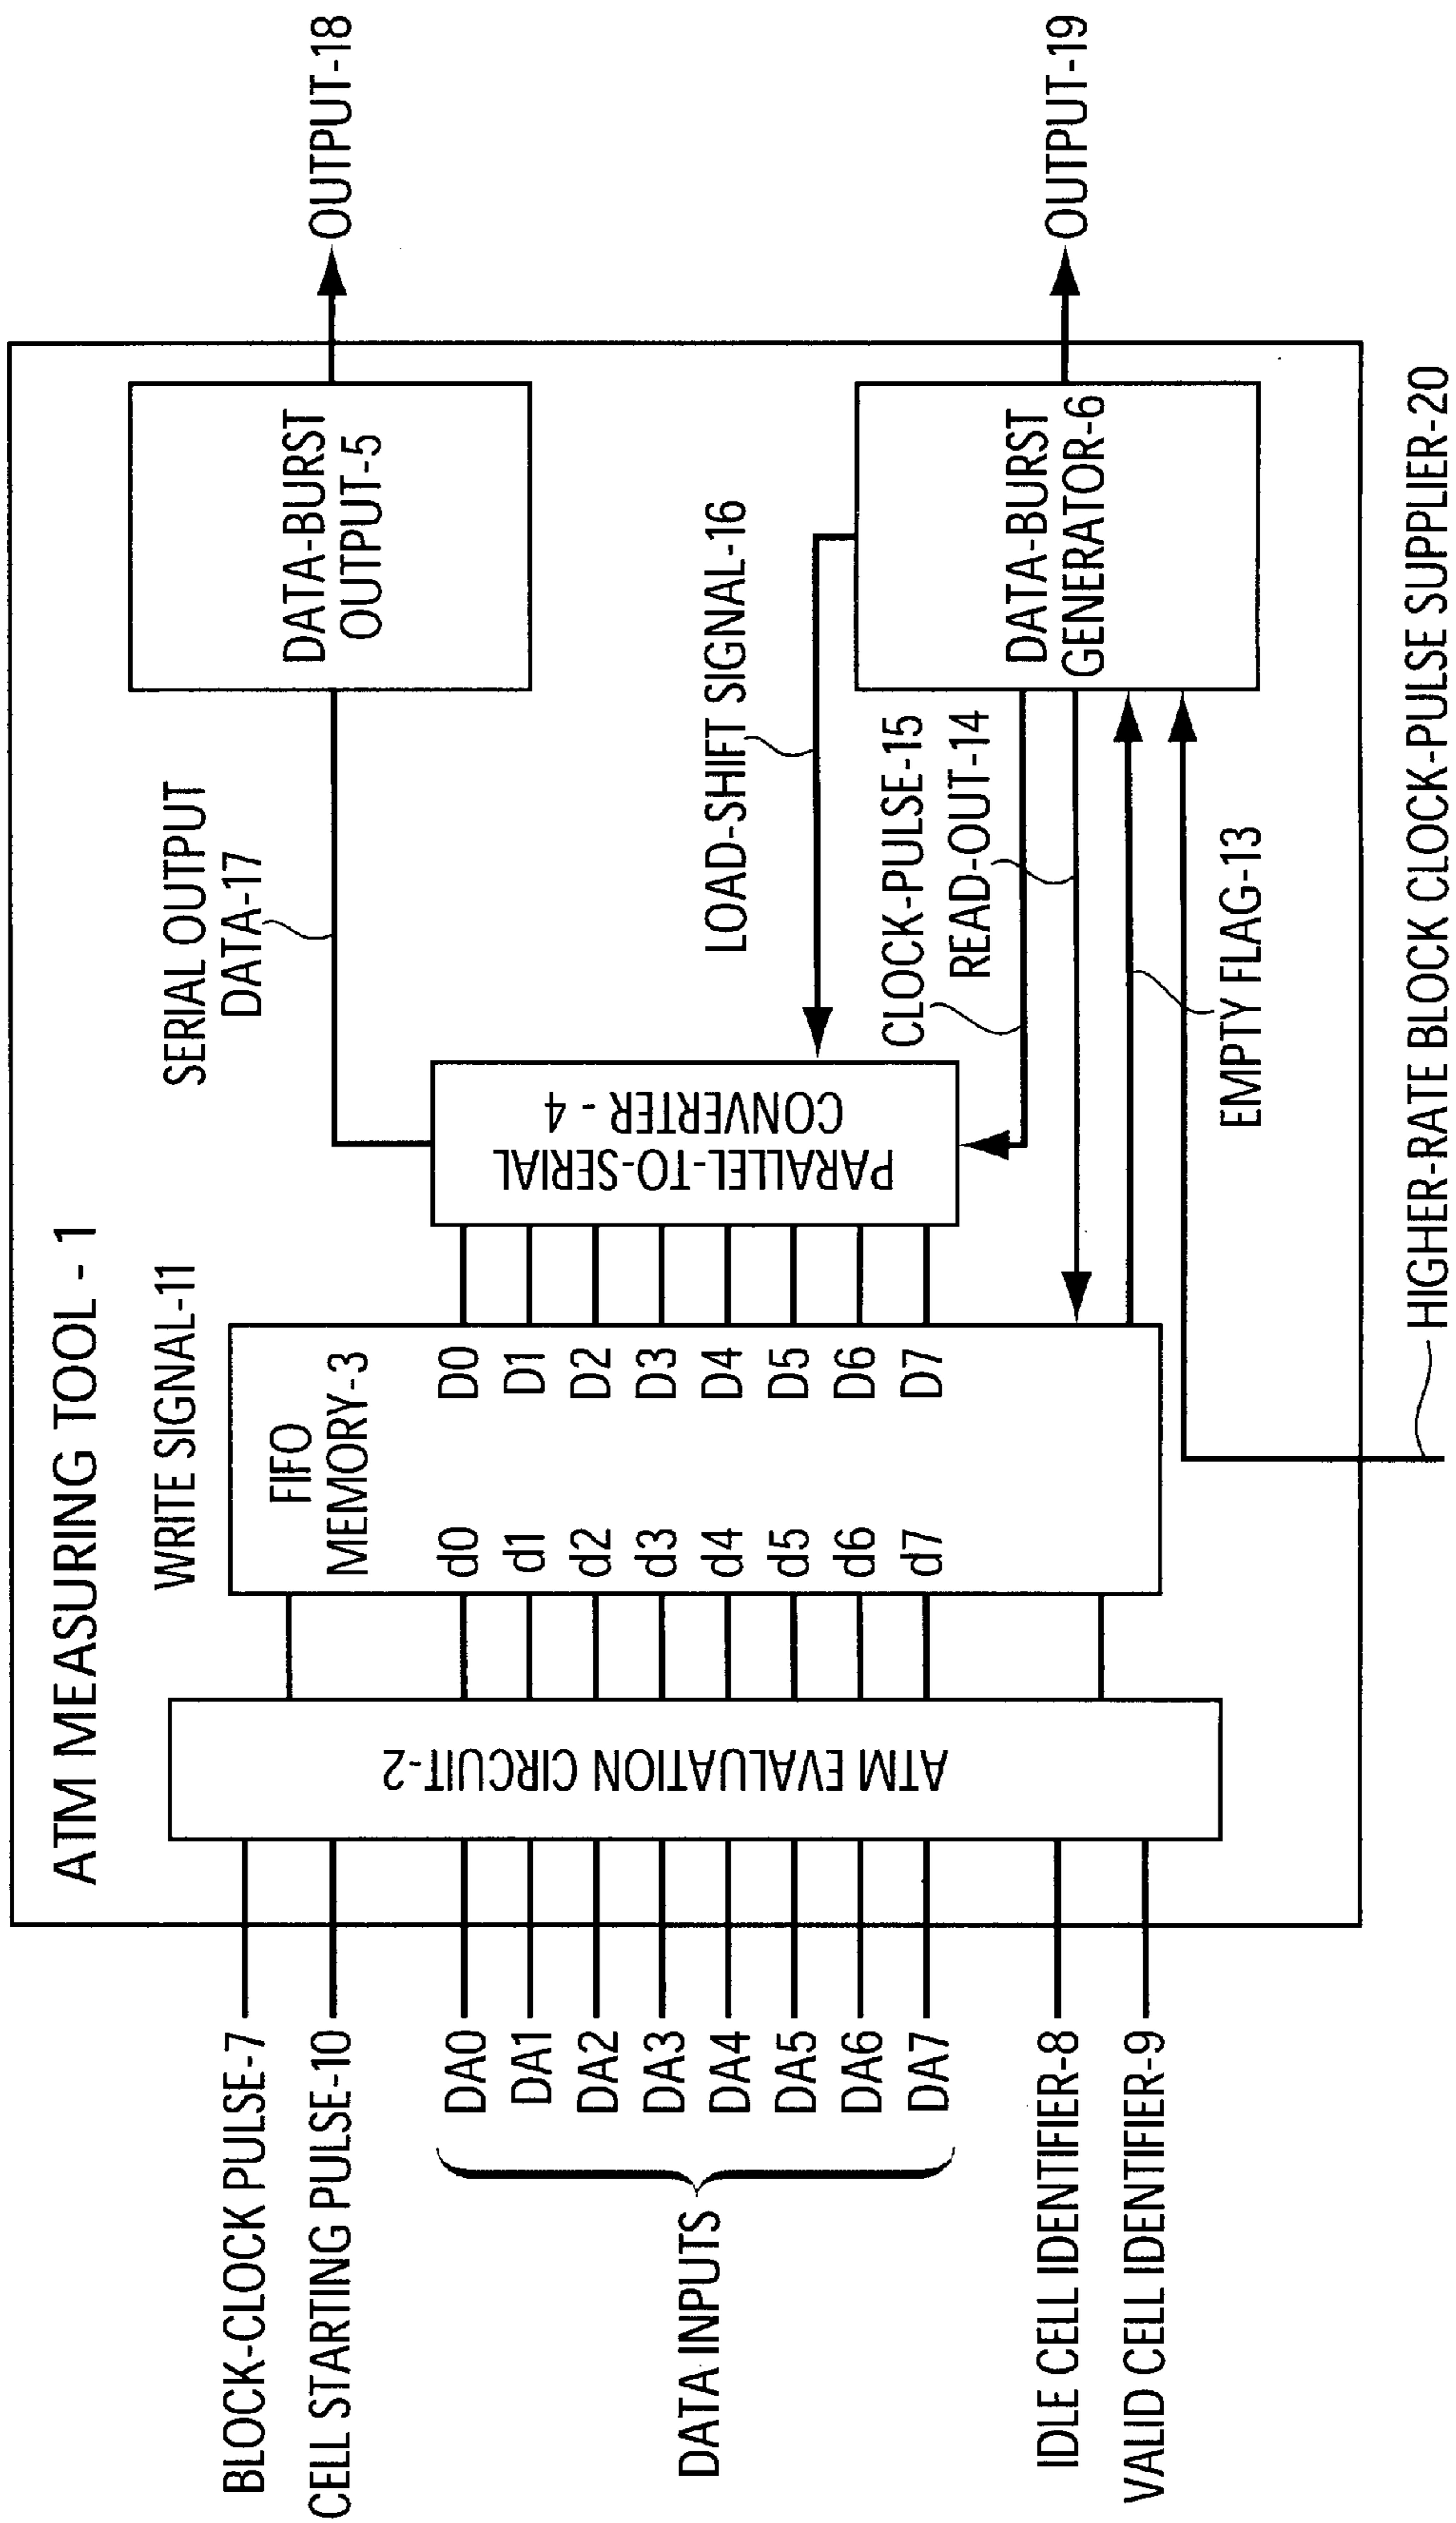 ATM MEASURING TOOL - 1
BLOCK-CLOCK PULSE-7
CELL STARTING PULSE-10
DATA INPUTS
DA0
DA1
DA2
DA3
DA4
DA5
DA6
DA7
IDLE CELL IDENTIFIER-8
VALID CELL IDENTIFIER-9
ATM EVALUATION CIRCUIT-2
WRITE SIGNAL-11
FIFO
MEMORY-3
d0
d1
d2
d3
d4
d5
d6
d7
D0
D1
D2
D3
D4
D5
D6
D7
PARALLEL-TO-SERIAL
CONVERTER - 4
SERIAL OUTPUT
DATA-17
LOAD-SHIFT SIGNAL-16
CLOCK-PULSE-15
READ-OUT-14
EMPTY FLAG-13
DATA-BURST
OUTPUT-5
DATA-BURST
GENERATOR-6
OUTPUT-18
OUTPUT-19
HIGHER-RATE BLOCK CLOCK-PULSE SUPPLIER-20